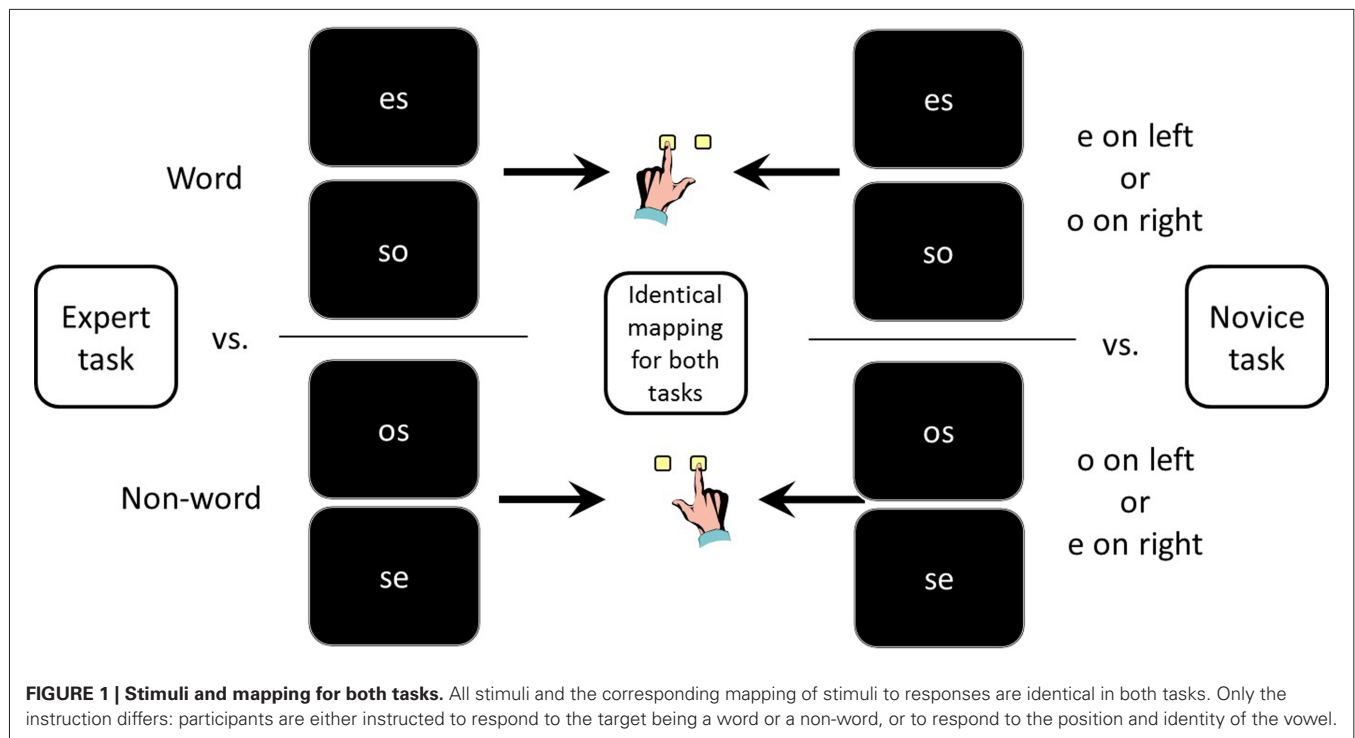 es
es
Word
e on left
or
o on right
so
so
Expert
task
vs.
Identical
mapping
for both
tasks
vs.
Novice
task
os
os
Non-word
o on left
or
e on right
se
se
FIGURE 1 | Stimuli and mapping for both tasks. All stimuli and the corresponding mapping of stimuli to responses are identical in both tasks. Only the
instruction differs: participants are either instructed to respond to the target being a word or a non-word, or to respond to the position and identity of the vowel.